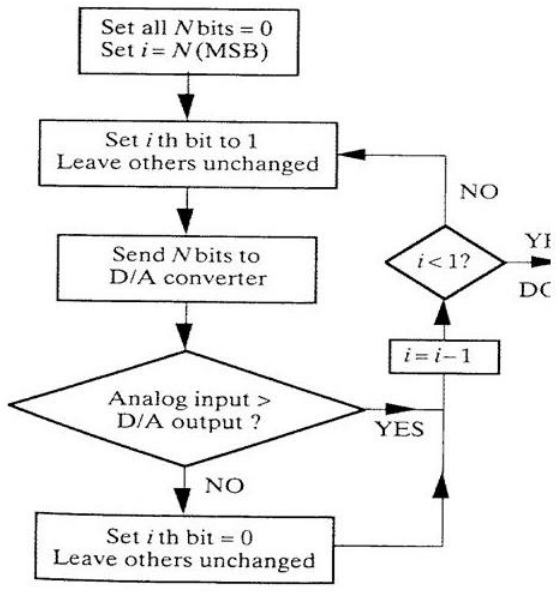 Set all N bits = 0
Set i = N (MSB)
Set i th bit to 1
Leave others unchanged
NO
Send N bits to
D/A converter
i < 1?
i = i – 1
Analog input >
D/A output ?
YES
NO
Set i th bit = 0
Leave others unchanged